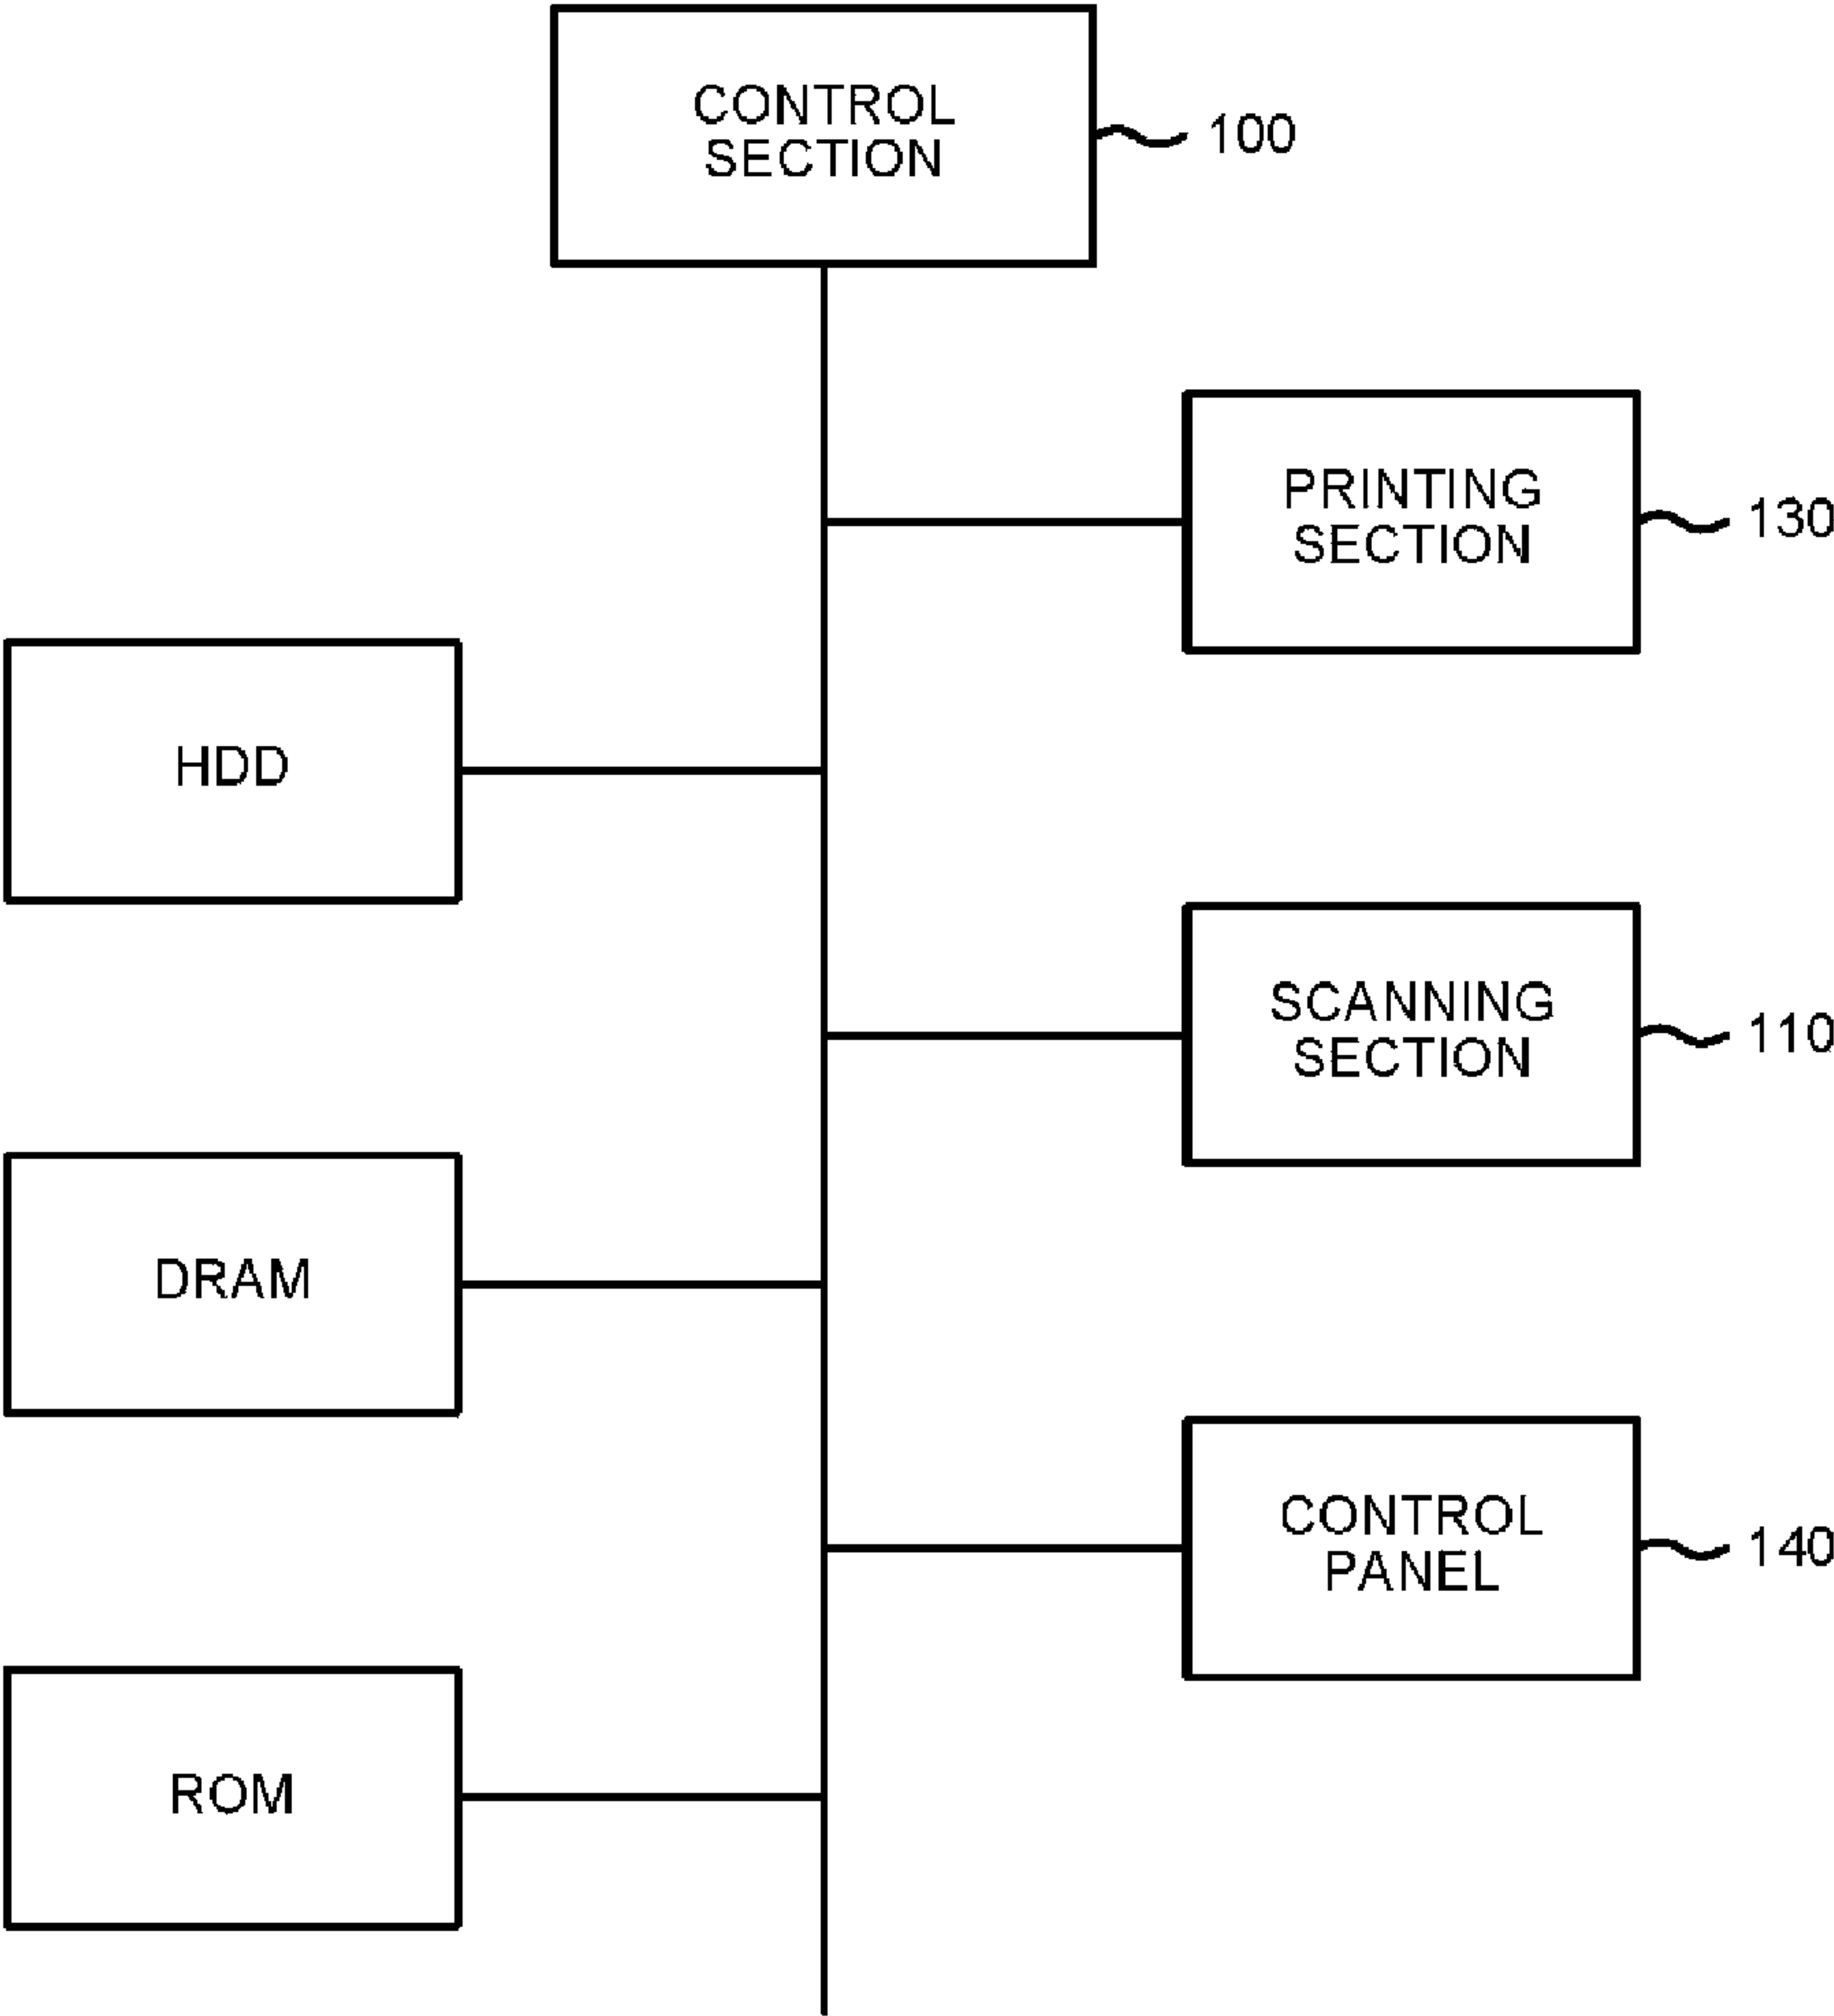 CONTROL
SECTION
100
PRINTING
SECTION
130
HDD
SCANNING
SECTION
110
DRAM
CONTROL
PANEL
140
ROM